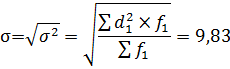 σ=√σ² = √(∑ d₁² × f₁ / ∑ f₁) = 9,83